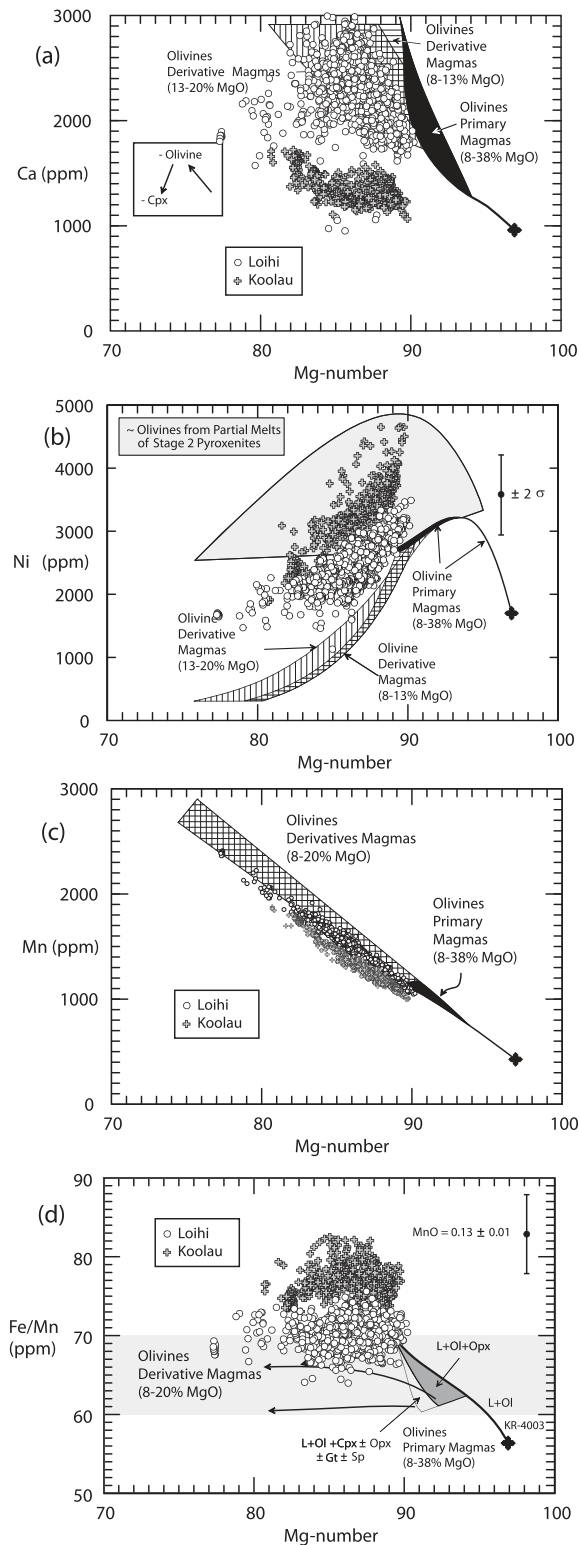 (a)
3000
2000
Ca (ppm)
1000
0
Olivines
Derivative Magmas
(13-20% MgO)
Olivines
Derivative
Magmas
(8-13% MgO)
Olivines
Primary
Magmas
(8-38% MgO)
- Olivine
- Cpx
Loihi
Koolau
70 80 90 100
Mg-number
(b)
5000
4000
3000
Ni (ppm)
2000
1000
0
~ Olivines from Partial Melts
of Stage 2 Pyroxenites
± 2 σ
Olivine
Primary
Magmas
(8-38% MgO)
Olivine
Derivative
Magmas
(13-20% MgO)
Olivine
Derivative
Magmas
(8-13% MgO)
70 80 90 100
Mg-number
(c)
3000
2000
Mn (ppm)
1000
0
Olivines
Derivatives Magmas
(8-20% MgO)
Olivines
Primary
Magmas
(8-38% MgO)
Loihi
Koolau
70 80 90 100
Mg-number
(d)
90
80
Fe/Mn
(ppm)
70
60
50
Loihi
Koolau
MnO = 0.13 ± 0.01
L+Ol+Opx
Olivines
Derivative Magmas
(8-20% MgO)
L+Ol
KR-4003
L+Ol +Cpx ± Opx
± Gt ± Sp
Olivines
Primary Magmas
(8-38% MgO)
70 80 90 100
Mg-number